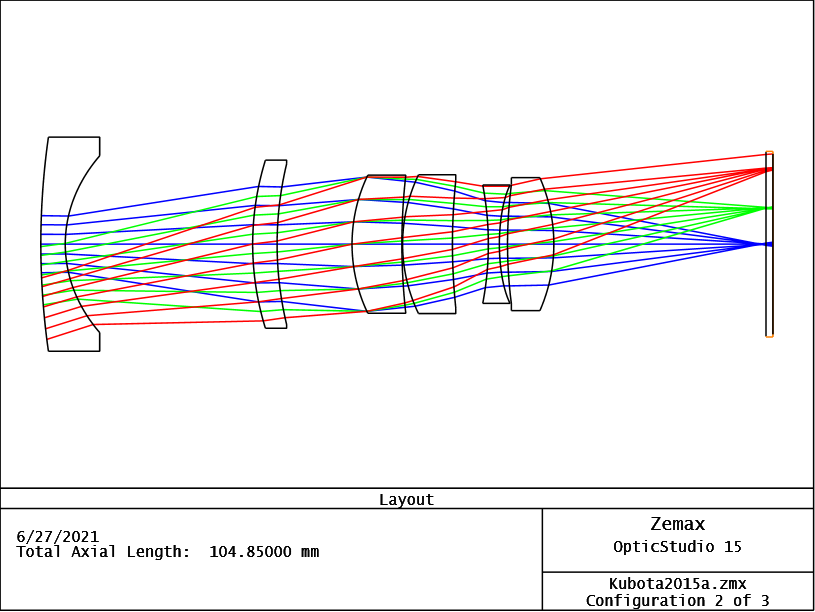 Layout
6/27/2021
Total Axial Length:  104.85000 mm
Zemax
OpticStudio 15
Kubota2015a.zmx
Configuration 2 of 3